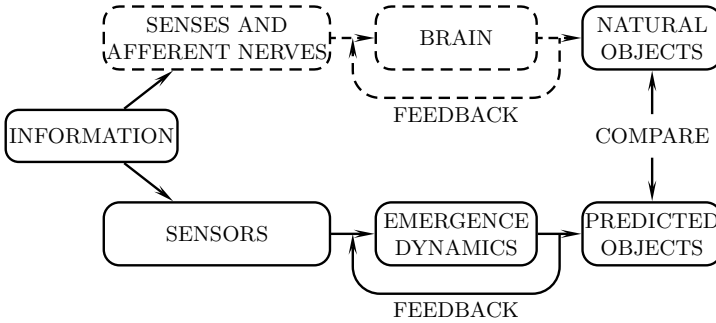 SENSES AND
AFFERENT NERVES
BRAIN
NATURAL
OBJECTS
FEEDBACK
INFORMATION
COMPARE
SENSORS
EMERGENCE
DYNAMICS
PREDICTED
OBJECTS
FEEDBACK